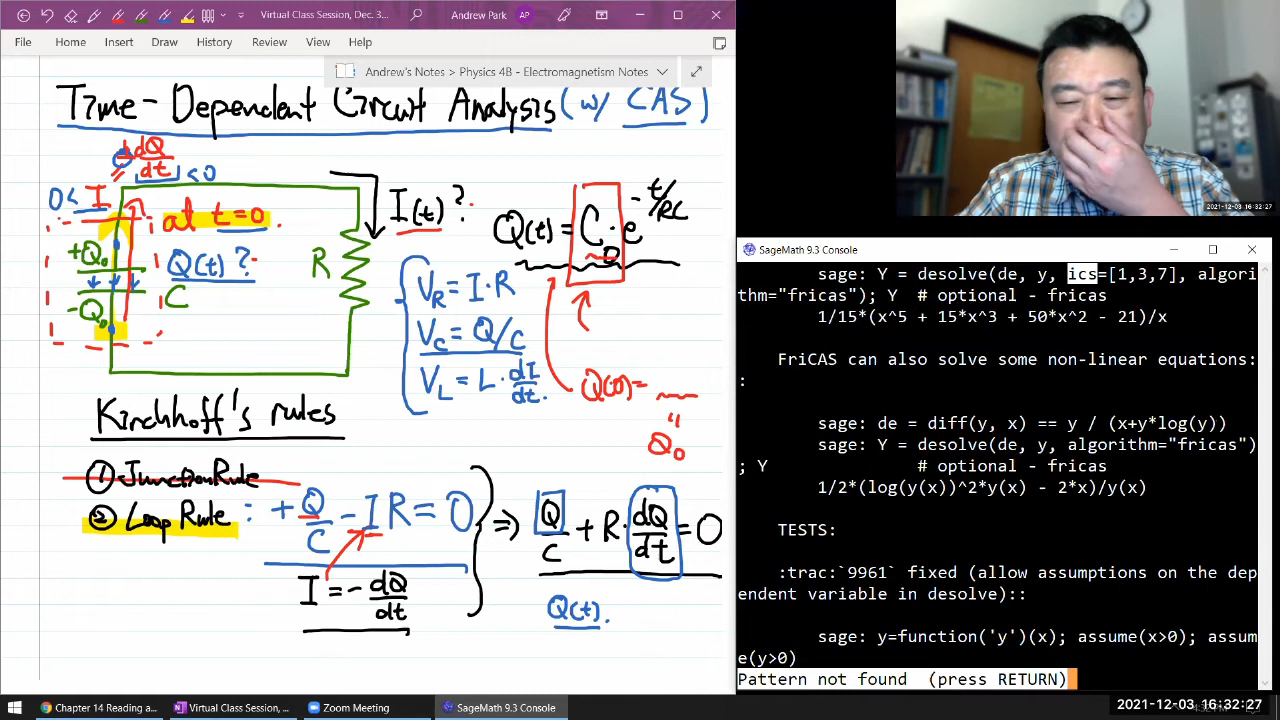 Virtual Class Session, Dec. 3...
Andrew Park
AP
File Home Insert Draw History Review View Help
Andrew's Notes > Physics 4B - Electromagnetism Notes
Time-Dependent Circuit Analysis (w/ CAS)
dQ
dt
< 0
0 < I
at t=0.
I(t)?
Q(t) = C0 · e^-t/RC
+Q0
Q(t)?
R
VR = I·R
-Q0
C
VC = Q/C
VL = L · dI
dt.
Q(0) =
"
Q0
Kirchhoff's rules
① Junction Rule
② Loop Rule : + Q/C - IR = 0
I = - dQ
dt
⇒ Q/C + R · dQ/dt = 0
Q(t).
2021-12-03 16:32:27
SageMath 9.3 Console
sage: Y = desolve(de, y, ics=[1,3,7], algori
thm="fricas"); Y # optional - fricas
1/15*(x^5 + 15*x^3 + 50*x^2 - 21)/x
FriCAS can also solve some non-linear equations:
:
sage: de = diff(y, x) == y / (x+y*log(y))
sage: Y = desolve(de, y, algorithm="fricas")
; Y # optional - fricas
1/2*(log(y(x))^2*y(x) - 2*x)/y(x)
TESTS:
:trac:`9961` fixed (allow assumptions on the dep
endent variable in desolve)::
sage: y=function('y')(x); assume(x>0); assum
e(y>0)
Pattern not found (press RETURN)
Chapter 14 Reading a...
Virtual Class Session...
Zoom Meeting
SageMath 9.3 Console
2021-12-03 16:32:27